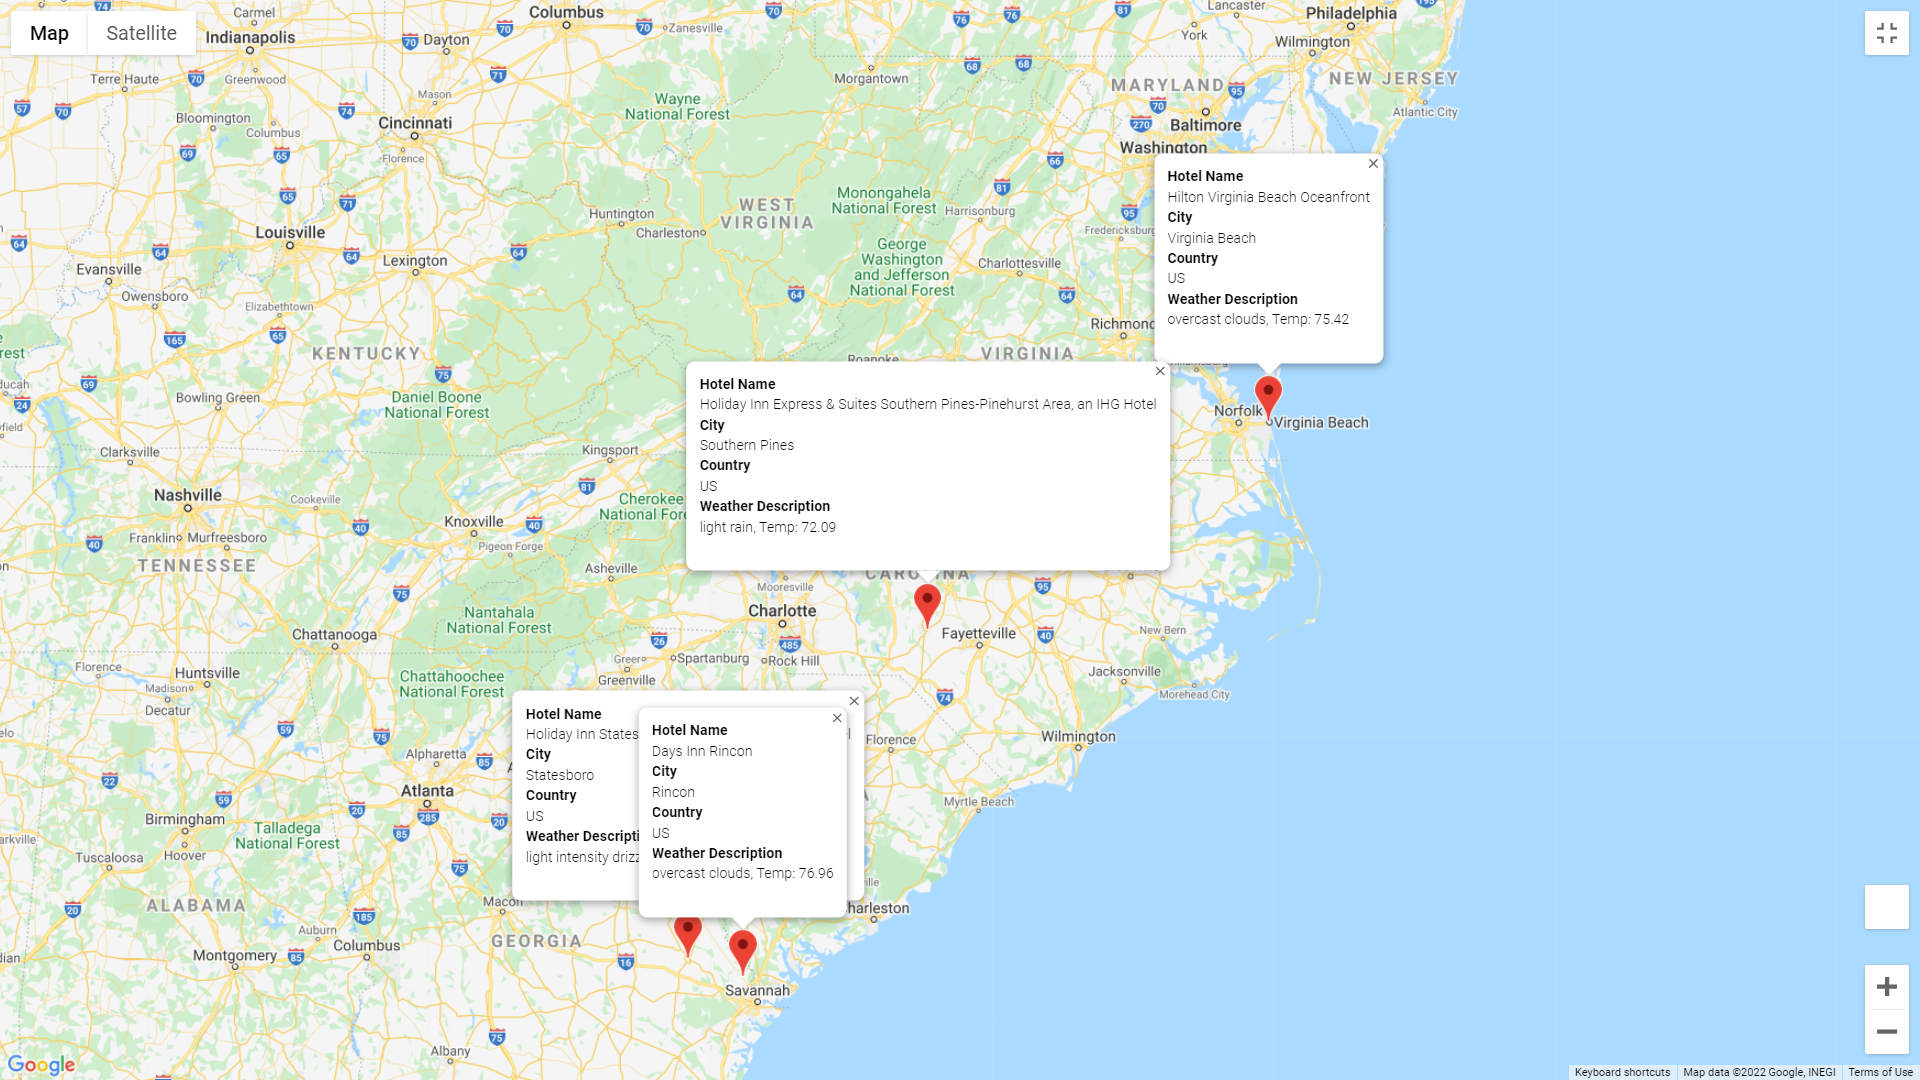 Map
Satellite
Hotel Name
Hilton Virginia Beach Oceanfront
City
Virginia Beach
Country
US
Weather Description
overcast clouds, Temp: 75.42
Hotel Name
Holiday Inn Express & Suites Southern Pines-Pinehurst Area, an IHG Hotel
City
Southern Pines
Country
US
Weather Description
light rain, Temp: 72.09
Hotel Name
Holiday Inn States
City
Statesboro
Country
US
Weather Descripti
light intensity drizz
Hotel Name
Days Inn Rincon
City
Rincon
Country
US
Weather Description
overcast clouds, Temp: 76.96
Carmel
Columbus
Lancaster
Philadelphia
Indianapolis
Dayton
Zanesville
York
Wilmington
Terre Haute
Greenwood
Morgantown
MARYLAND
NEW JERSEY
Mason
Wayne
National Forest
Atlantic City
Bloomington
Columbus
Cincinnati
Baltimore
Florence
Washington
Monongahela
National Forest
Harrisonburg
WEST
VIRGINIA
Huntington
Charleston
Fredericksburg
Louisville
Lexington
George
Washington
and Jefferson
National Forest
Charlottesville
Evansville
Owensboro
Elizabethtown
Richmond
KENTUCKY
Roanoke
VIRGINIA
Bowling Green
Daniel Boone
National Forest
Norfolk
Virginia Beach
Clarksville
Kingsport
Nashville
Cookeville
Cherokee
National Fore
Knoxville
Franklin
Murfreesboro
Pigeon Forge
TENNESSEE
Asheville
CAROLINA
Mooresville
Charlotte
Nantahala
National Forest
Chattanooga
Fayetteville
New Bern
Florence
Huntsville
Madison
Decatur
Spartanburg
Rock Hill
Greer
Greenville
Jacksonville
Morehead City
Chattahoochee
National Forest
Alpharetta
Florence
Wilmington
Atlanta
Myrtle Beach
Birmingham
Hoover
Talladega
National Forest
Tuscaloosa
ALABAMA
Macon
harleston
Auburn
Columbus
GEORGIA
Montgomery
Savannah
Albany
Google
Keyboard shortcuts
Map data ©2022 Google, INEGI
Terms of Use